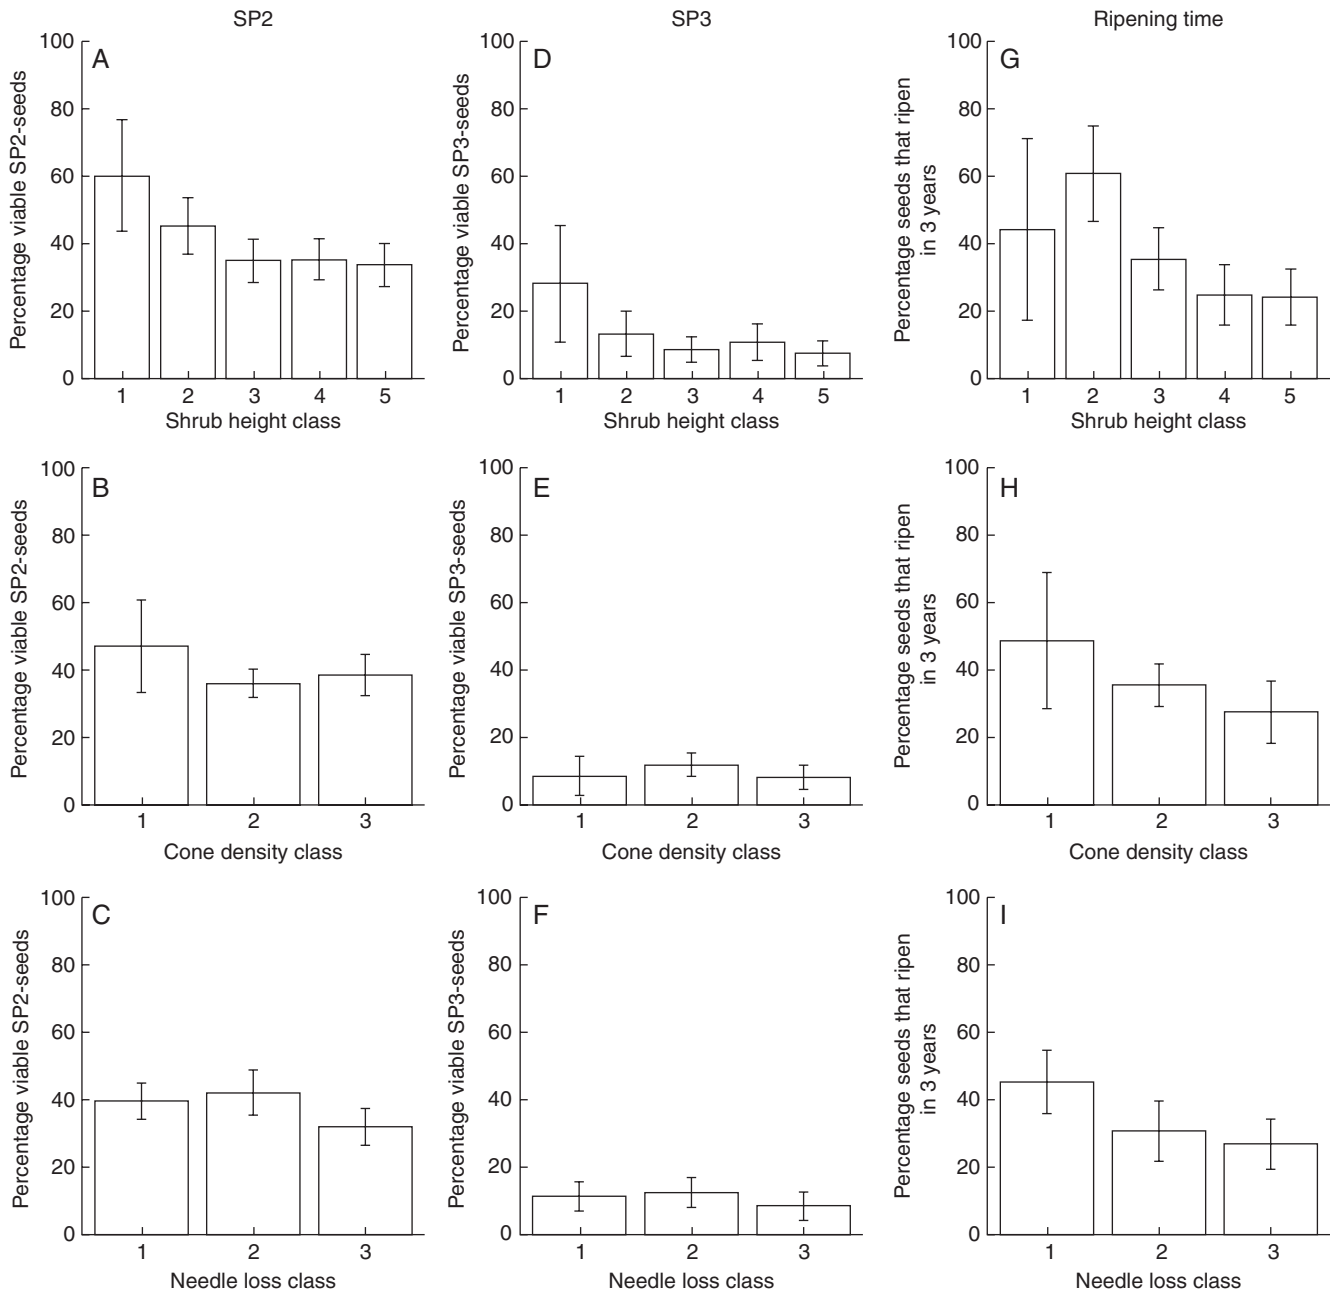 SP2
SP3
Ripening time
A
Percentage viable SP2-seeds
100
80
60
40
20
0
1 2 3 4 5
Shrub height class
D
Percentage viable SP3-seeds
100
80
60
40
20
0
1 2 3 4 5
Shrub height class
G
Percentage seeds that ripen
in 3 years
100
80
60
40
20
0
1 2 3 4 5
Shrub height class
B
Percentage viable SP2-seeds
100
80
60
40
20
0
1 2 3
Cone density class
E
Percentage viable SP3-seeds
100
80
60
40
20
0
1 2 3
Cone density class
H
Percentage seeds that ripen
in 3 years
100
80
60
40
20
0
1 2 3
Cone density class
C
Percentage viable SP2-seeds
100
80
60
40
20
0
1 2 3
Needle loss class
F
Percentage viable SP3-seeds
100
80
60
40
20
0
1 2 3
Needle loss class
I
Percentage seeds that ripen
in 3 years
100
80
60
40
20
0
1 2 3
Needle loss class